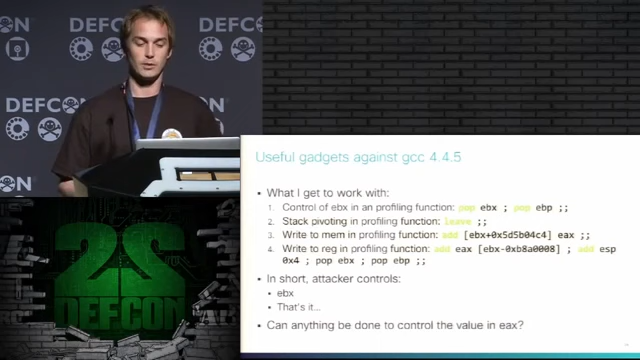 DEFCON
DEFCON
22
DEFCON
Useful gadgets against gcc 4.4.5
• What I get to work with:
1. Control of ebx in an profiling function: pop ebx ; pop ebp ;;
2. Stack pivoting in profiling function: leave ;;
3. Write to mem in profiling function: add [ebx+0x5d5b04c4] eax ;;
4. Write to reg in profiling function: add eax [ebx-0xb8a0008] ; add esp
0x4 ; pop ebx ; pop ebp ;;
• In short, attacker controls:
• ebx
• That's it...
• Can anything be done to control the value in eax?